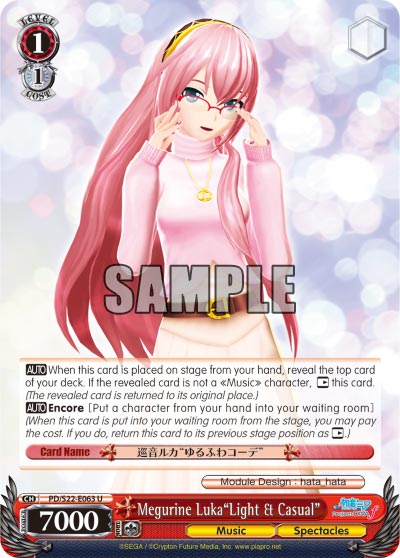 LEVEL
1
1
COST
SAMPLE
AUTO When this card is placed on stage from your hand, reveal the top card
of your deck. If the revealed card is not a «Music» character, this card.
(The revealed card is returned to its original place.)
AUTO Encore [Put a character from your hand into your waiting room]
(When this card is put into your waiting room from the stage, you may pay
the cost. If you do, return this card to its previous stage position as .)
Card Name 巡音ルカ“ゆるふわコーデ”
Module Design : hata_hata
CH PD/S22-E063 U
POWER 7000 SOUL Megurine Luka“Light & Casual”
初音ミク
Music Spectacles
©SEGA / ©Crypton Future Media, Inc. www.piapro.net